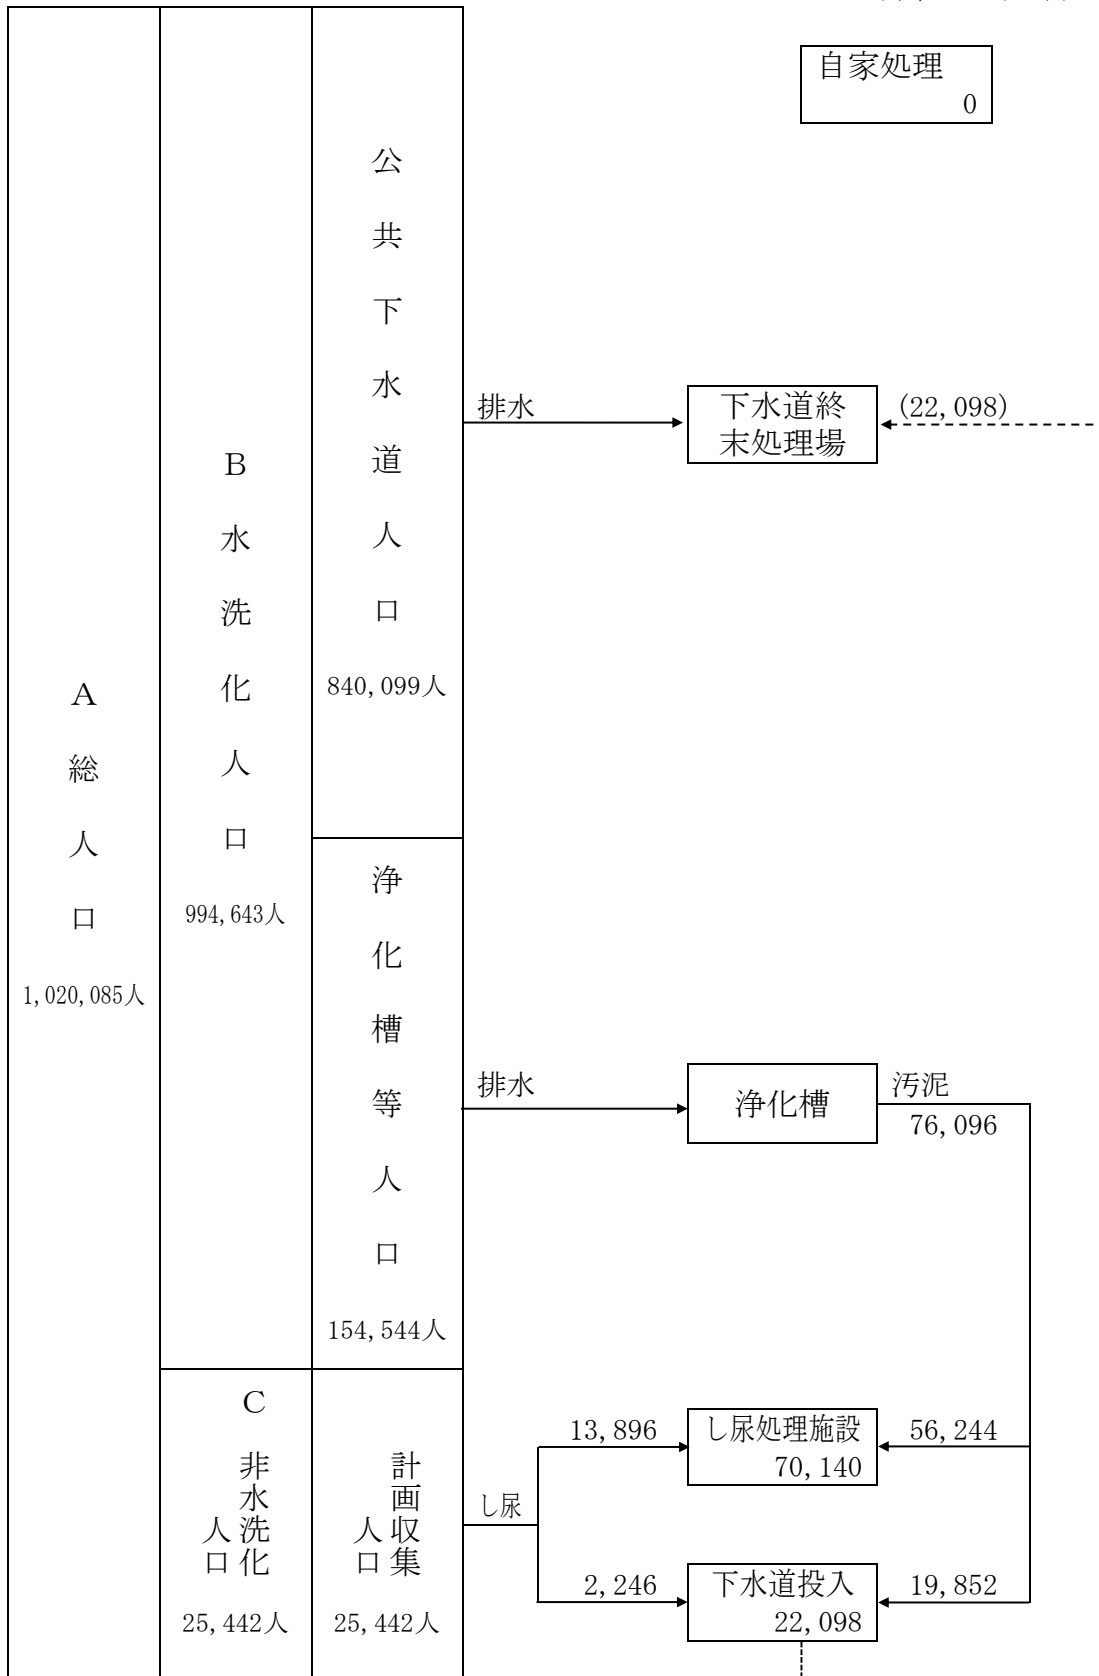 自家処理
0
A
総人口
1,020,085人
B
水洗化人口
994,643人
公共下水道人口
840,099人
排水
下水道終
末処理場
(22,098)
浄化槽等人口
154,544人
排水
浄化槽
汚泥
76,096
C
非水洗化
人口
25,442人
計画収集
人口
25,442人
し尿
13,896
し尿処理施設
70,140
56,244
2,246
下水道投入
22,098
19,852